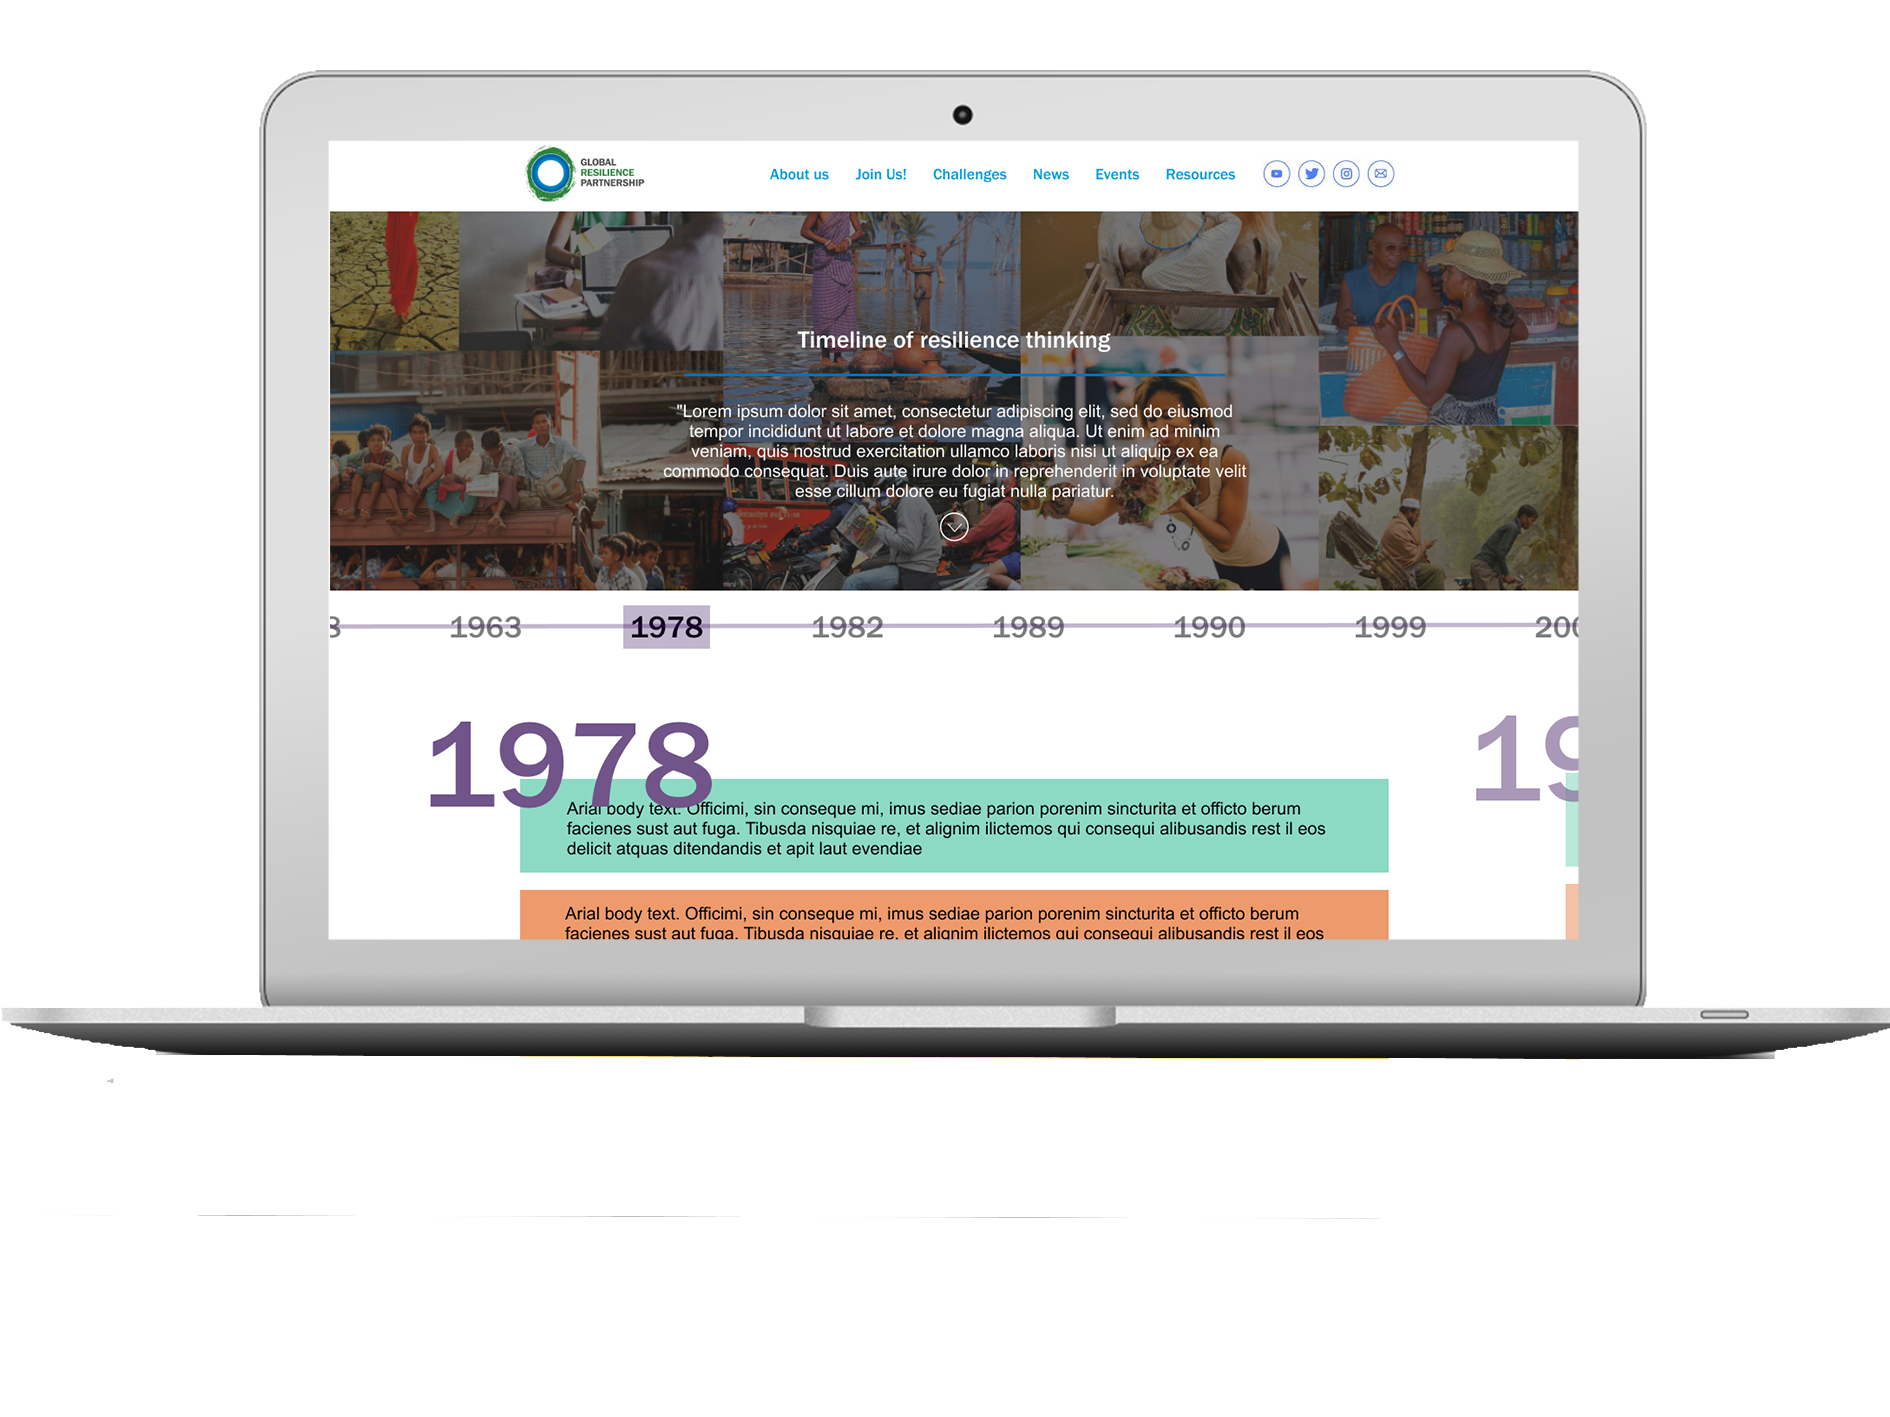 GLOBAL
RESILIENCE
PARTNERSHIP
About us Join Us! Challenges News Events Resources
Timeline of resilience thinking
"Lorem ipsum dolor sit amet, consectetur adipiscing elit, sed do eiusmod
tempor incididunt ut labore et dolore magna aliqua. Ut enim ad minim
veniam, quis nostrud exercitation ullamco laboris nisi ut aliquip ex ea
commodo consequat. Duis aute irure dolor in reprehenderit in voluptate velit
esse cillum dolore eu fugiat nulla pariatur.
1963 1978 1982 1989 1990 1999 200
1978
19
Arial body text. Officimi, sin conseque mi, imus sediae parion porenim sincturita et officto berum
facienes sust aut fuga. Tibusda nisquiae re, et alignim ilictemos qui consequi alibusandis rest il eos
delicit atquas ditendandis et apit laut evendiae
Arial body text. Officimi, sin conseque mi, imus sediae parion porenim sincturita et officto berum
facienes sust aut fuga. Tibusda nisquiae re, et alignim ilictemos qui consequi alibusandis rest il eos